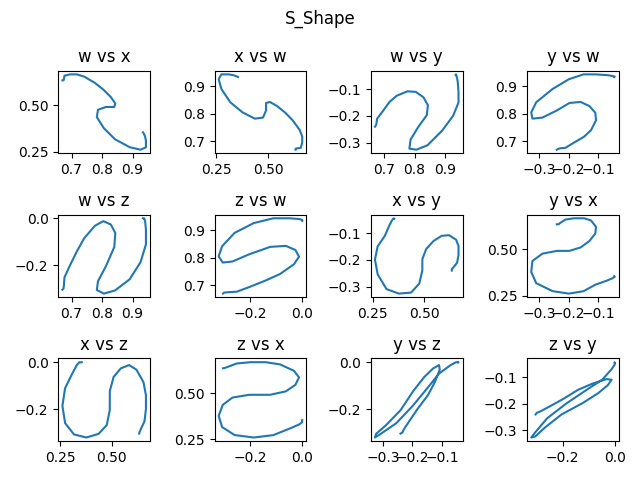 S_Shape
w vs x
x vs w
w vs y
y vs w
0.50
0.25
0.7 0.8 0.9
0.9
0.8
0.7
0.25 0.50
−0.1
−0.2
−0.3
0.7 0.8 0.9
0.9
0.8
0.7
−0.3 −0.2 −0.1
w vs z
z vs w
x vs y
y vs x
0.0
−0.2
0.7 0.8 0.9
0.9
0.8
0.7
−0.2 0.0
−0.1
−0.2
−0.3
0.25 0.50
0.50
0.25
−0.3 −0.2 −0.1
x vs z
z vs x
y vs z
z vs y
0.0
−0.2
0.25 0.50
0.50
0.25
−0.2 0.0
0.0
−0.2
−0.3 −0.2 −0.1
−0.1
−0.2
−0.3
−0.2 0.0